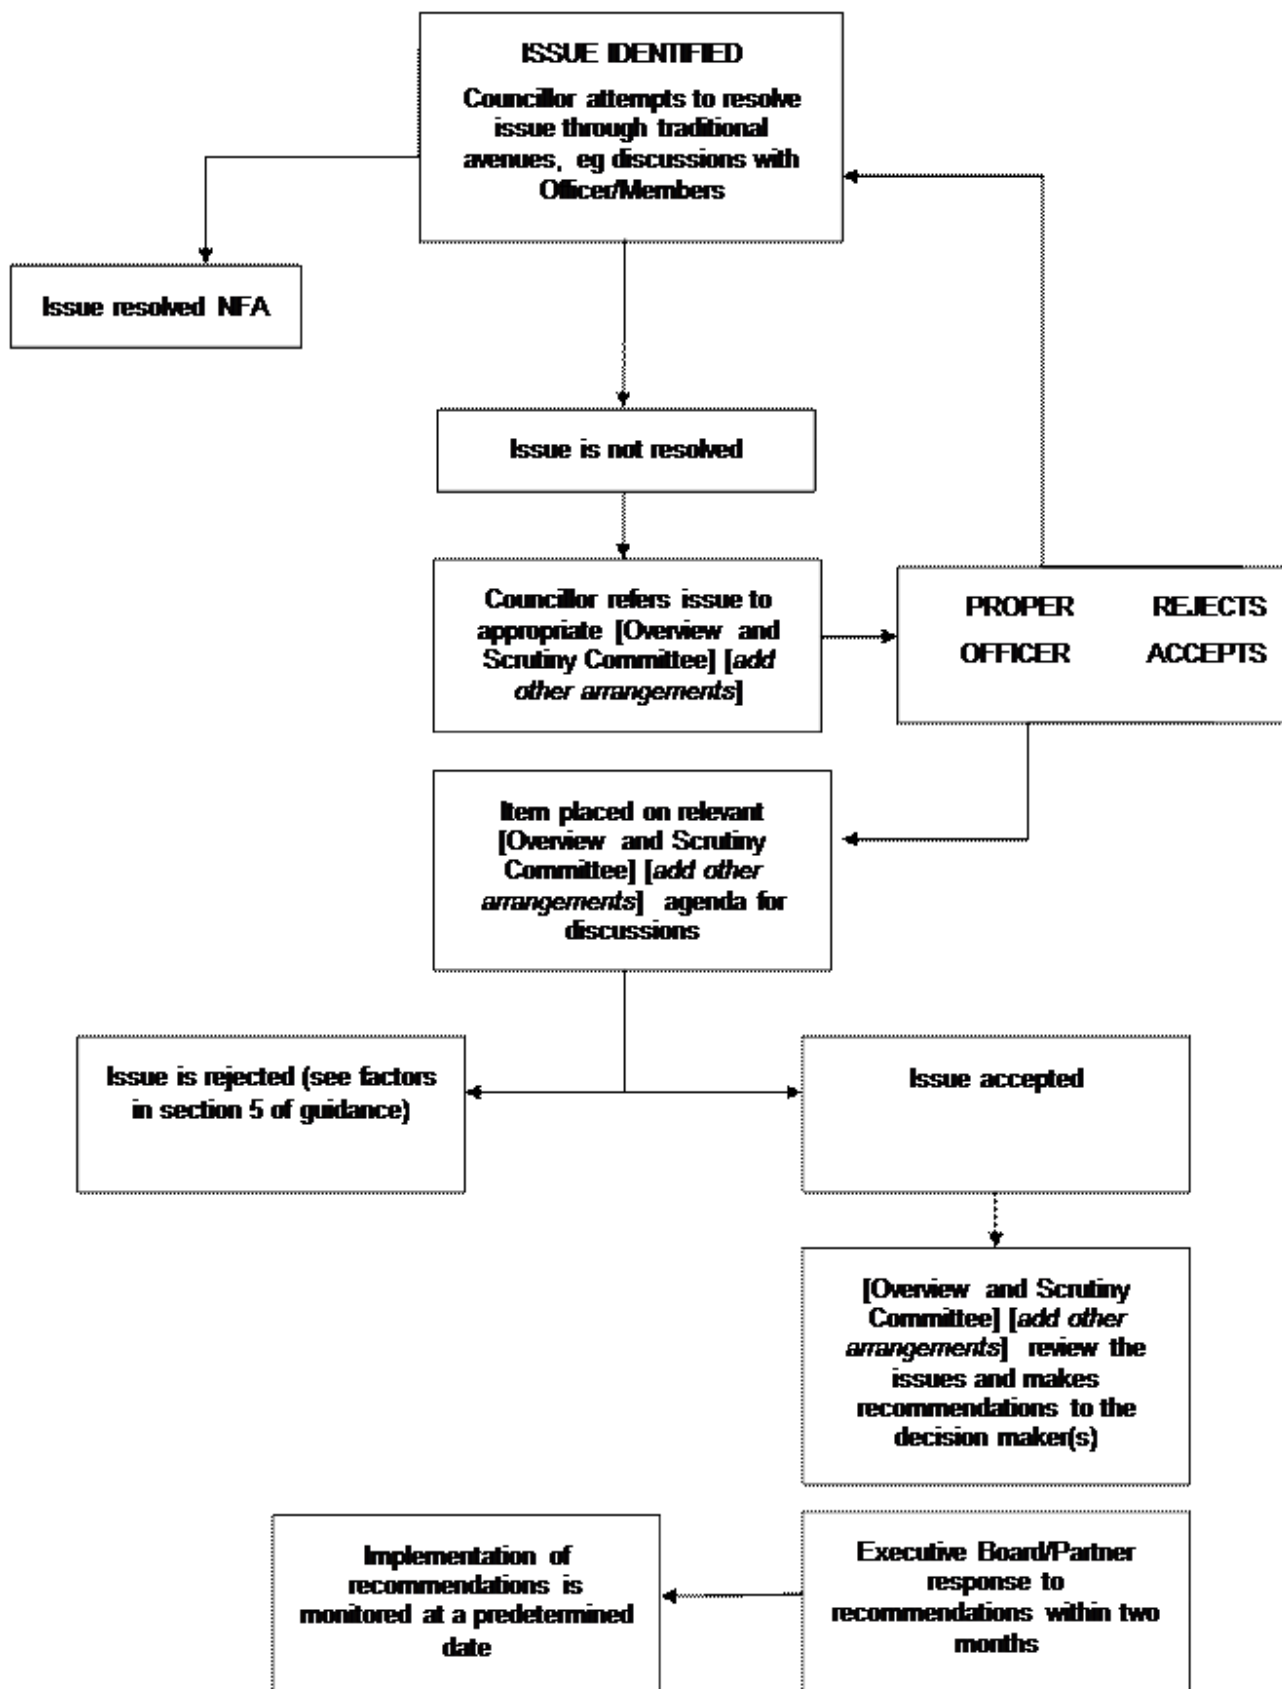 ISSUE IDENTIFIED
Councillor attempts to resolve
issue through traditional
avenues, eg discussions with
Officer/Members
Issue resolved NFA
Issue is not resolved
Councillor refers issue to
appropriate [Overview and
Scrutiny Committee] [add
other arrangements]
PROPER REJECTS
OFFICER ACCEPTS
Item placed on relevant
[Overview and Scrutiny
Committee] [add other
arrangements] agenda for
discussions
Issue is rejected (see factors
in section 5 of guidance)
Issue accepted
[Overview and Scrutiny
Committee] [add other
arrangements] review the
issues and makes
recommendations to the
decision maker(s)
Implementation of
recommendations is
monitored at a predetermined
date
Executive Board/Partner
response to
recommendations within two
months